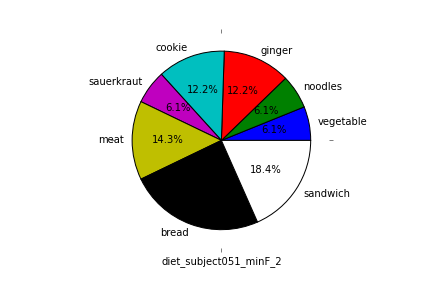 cookie
ginger
sauerkraut
noodles
12.2%
12.2%
6.1%
6.1%
vegetable
6.1%
meat
14.3%
18.4%
sandwich
bread
diet_subject051_minF_2